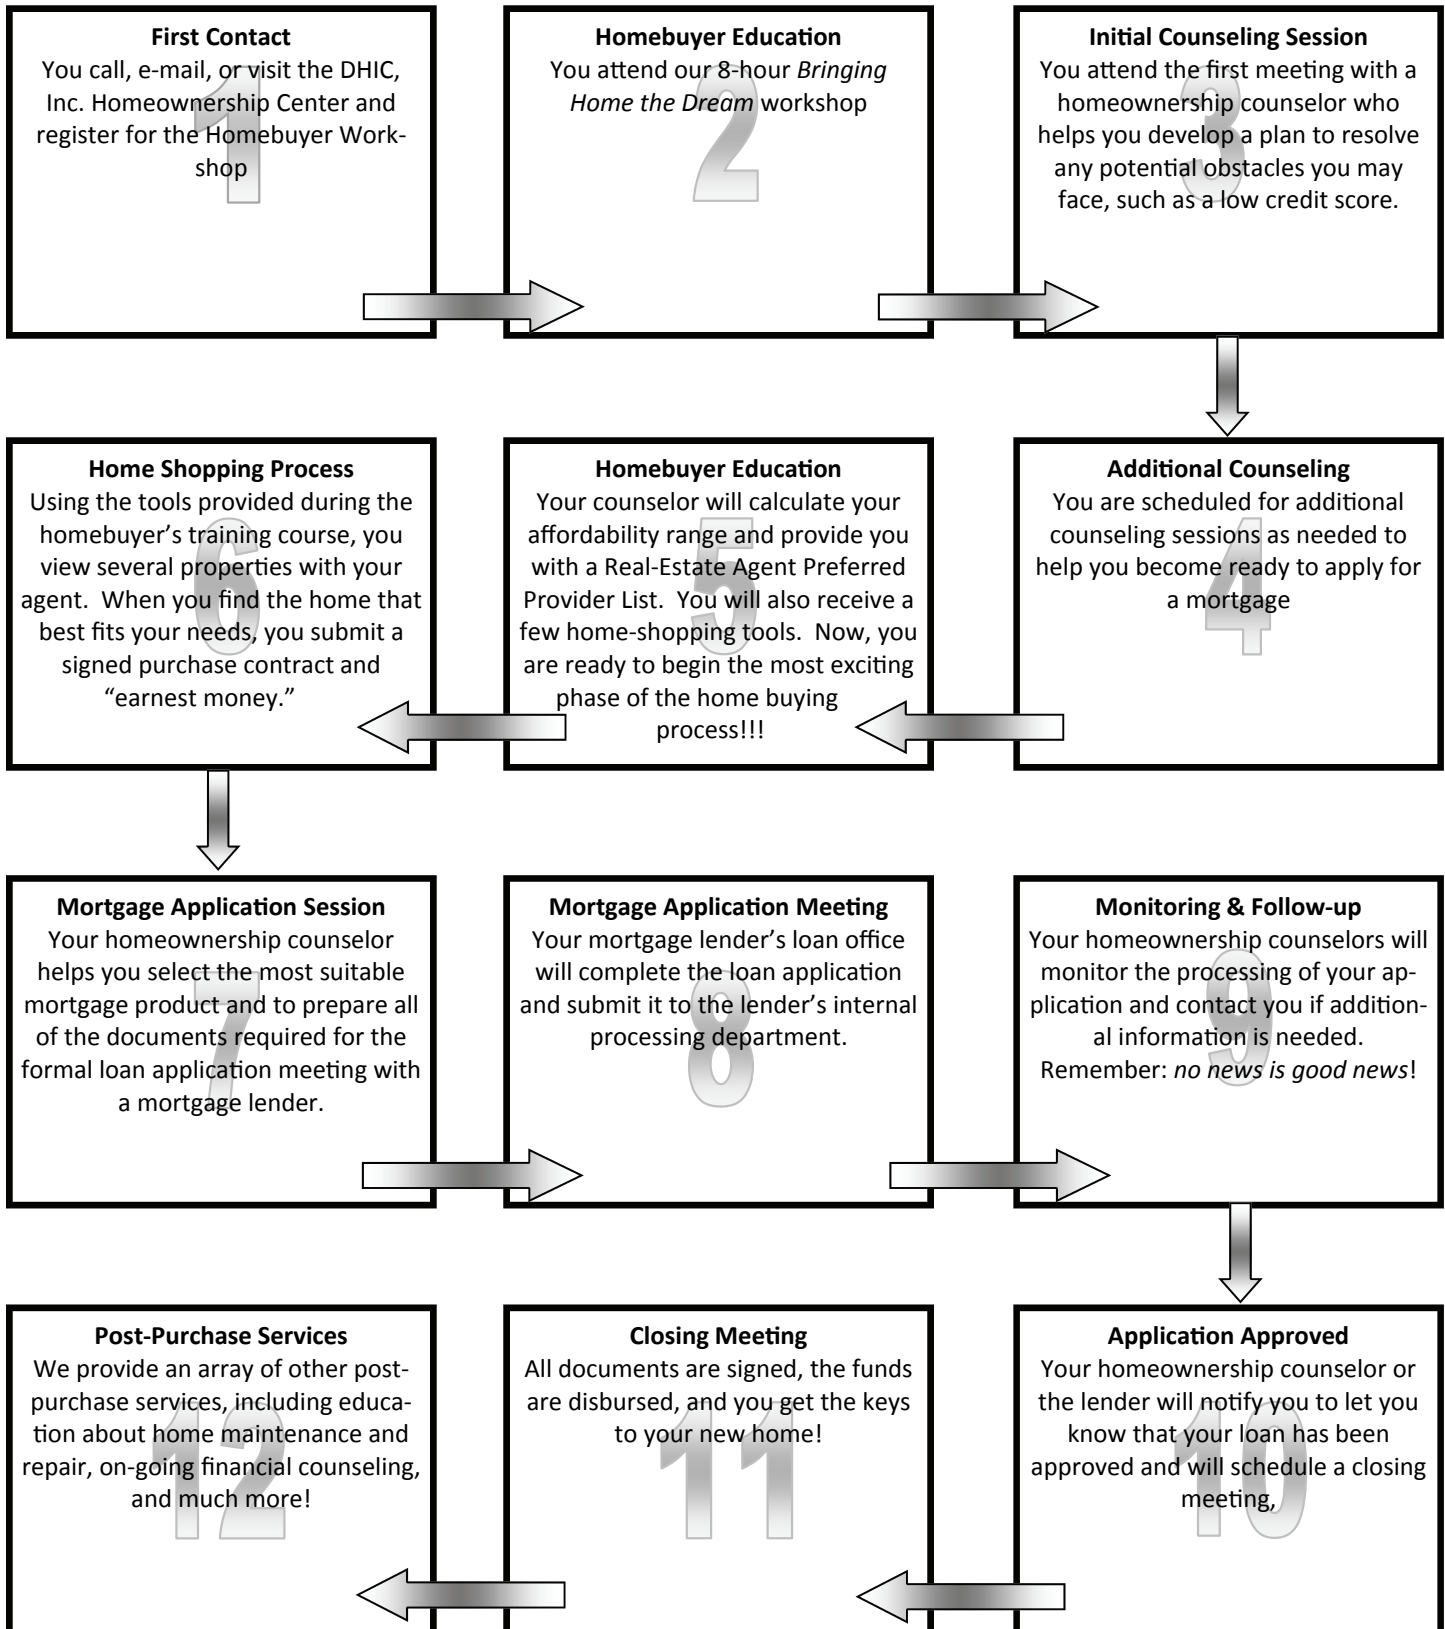 First Contact
You call, e-mail, or visit the DHIC,
Inc. Homeownership Center and
register for the Homebuyer Work-
shop
1
Homebuyer Education
You attend our 8-hour Bringing
Home the Dream workshop
2
Initial Counseling Session
You attend the first meeting with a
homeownership counselor who
helps you develop a plan to resolve
any potential obstacles you may
face, such as a low credit score.
3
Additional Counseling
You are scheduled for additional
counseling sessions as needed to
help you become ready to apply for
a mortgage
4
Homebuyer Education
Your counselor will calculate your
affordability range and provide you
with a Real-Estate Agent Preferred
Provider List.  You will also receive a
few home-shopping tools.  Now, you
are ready to begin the most exciting
phase of the home buying
process!!!
5
Home Shopping Process
Using the tools provided during the
homebuyer’s training course, you
view several properties with your
agent.  When you find the home that
best fits your needs, you submit a
signed purchase contract and
“earnest money.”
6
Mortgage Application Session
Your homeownership counselor
helps you select the most suitable
mortgage product and to prepare all
of the documents required for the
formal loan application meeting with
a mortgage lender.
7
Mortgage Application Meeting
Your mortgage lender’s loan office
will complete the loan application
and submit it to the lender’s internal
processing department.
8
Monitoring & Follow-up
Your homeownership counselors will
monitor the processing of your ap-
plication and contact you if addition-
al information is needed.
Remember: no news is good news!
9
Application Approved
Your homeownership counselor or
the lender will notify you to let you
know that your loan has been
approved and will schedule a closing
meeting,
10
Closing Meeting
All documents are signed, the funds
are disbursed, and you get the keys
to your new home!
11
Post-Purchase Services
We provide an array of other post-
purchase services, including educa-
tion about home maintenance and
repair, on-going financial counseling,
and much more!
12